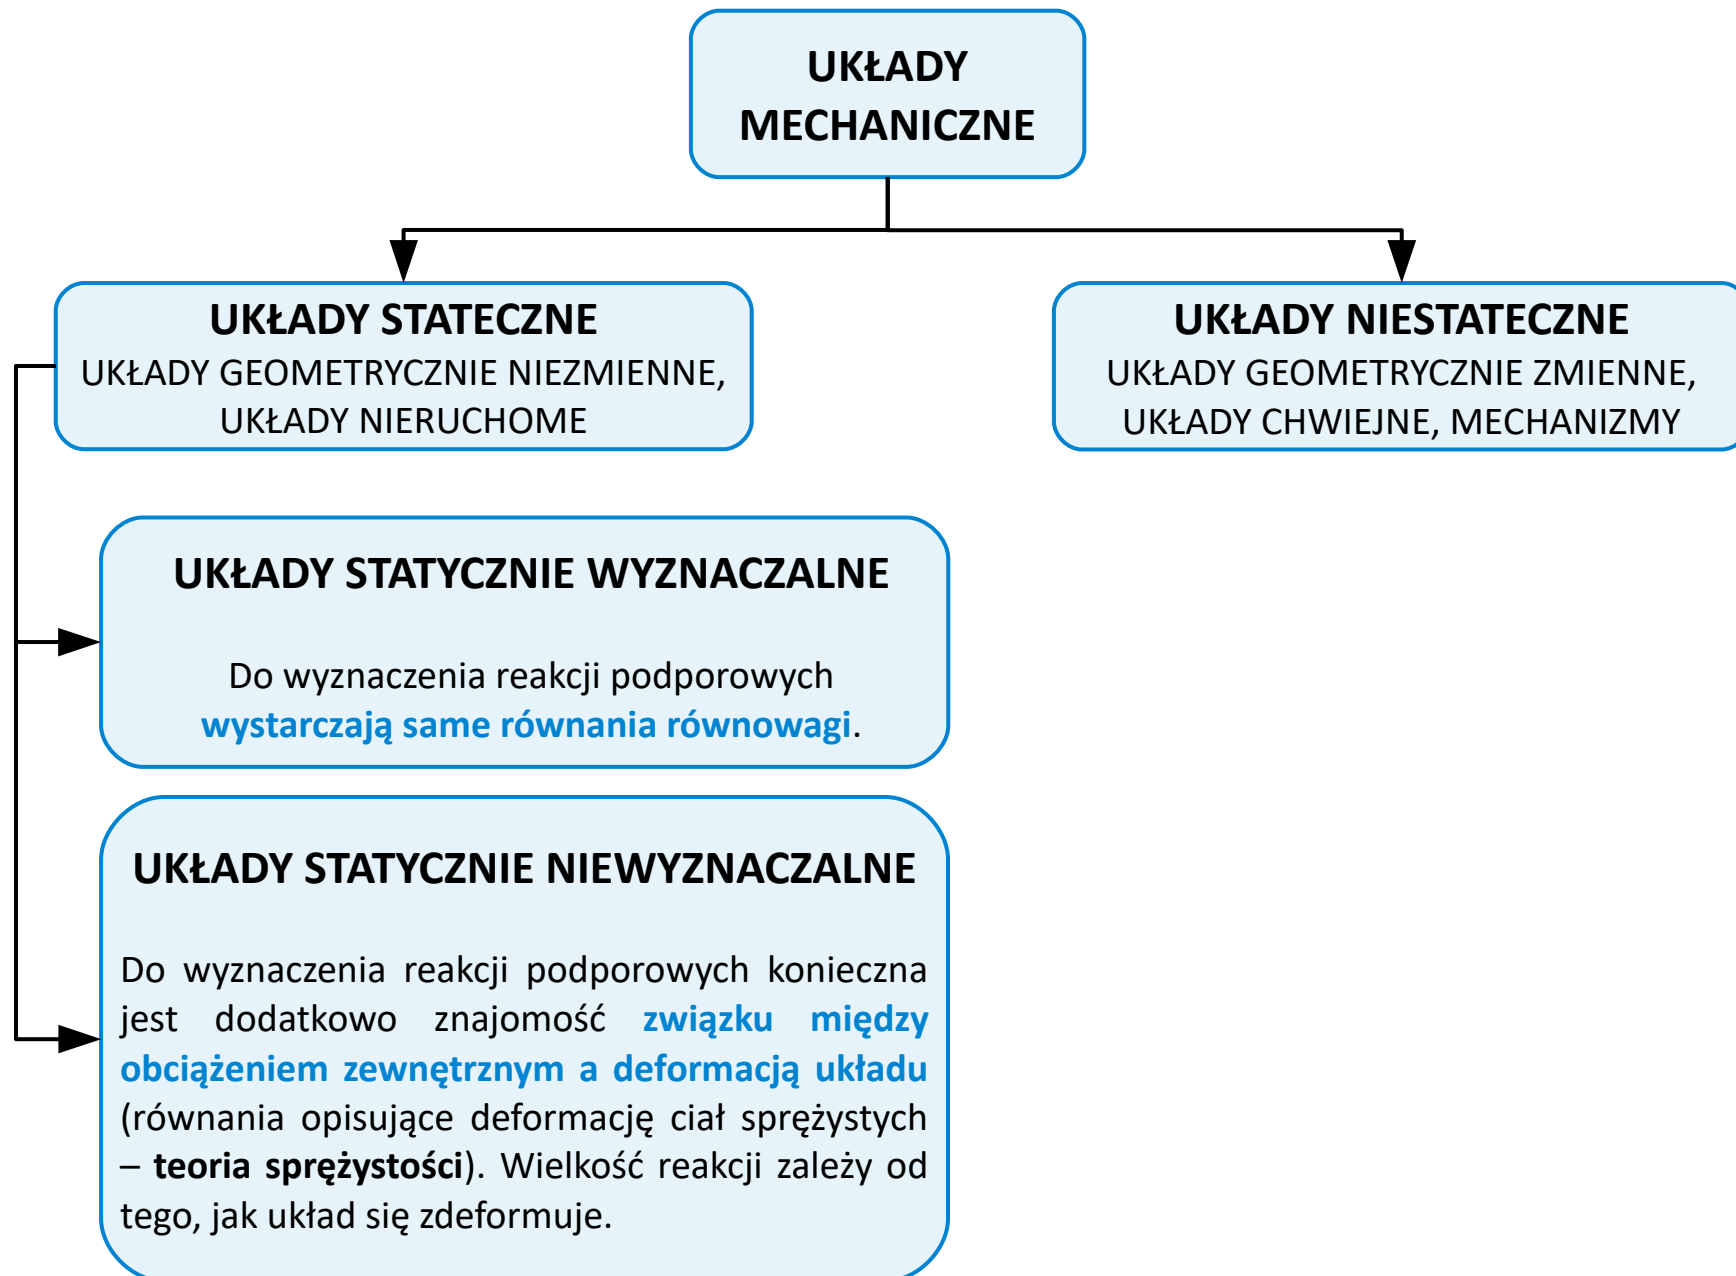 UKŁADY
MECHANICZNE
UKŁADY STATECZNE
UKŁADY GEOMETRYCZNIE NIEZMIENNE,
UKŁADY NIERUCHOME
UKŁADY NIESTATECZNE
UKŁADY GEOMETRYCZNIE ZMIENNE,
UKŁADY CHWIEJNE, MECHANIZMY
UKŁADY STATYCZNIE WYZNACZALNE
Do wyznaczenia reakcji podporowych
wystarczają same równania równowagi.
UKŁADY STATYCZNIE NIEWYZNACZALNE
Do wyznaczenia reakcji podporowych konieczna
jest dodatkowo znajomość związku między
obciążeniem zewnętrznym a deformacją układu
(równania opisujące deformację ciał sprężystych
– teoria sprężystości). Wielkość reakcji zależy od
tego, jak układ się zdeformuje.